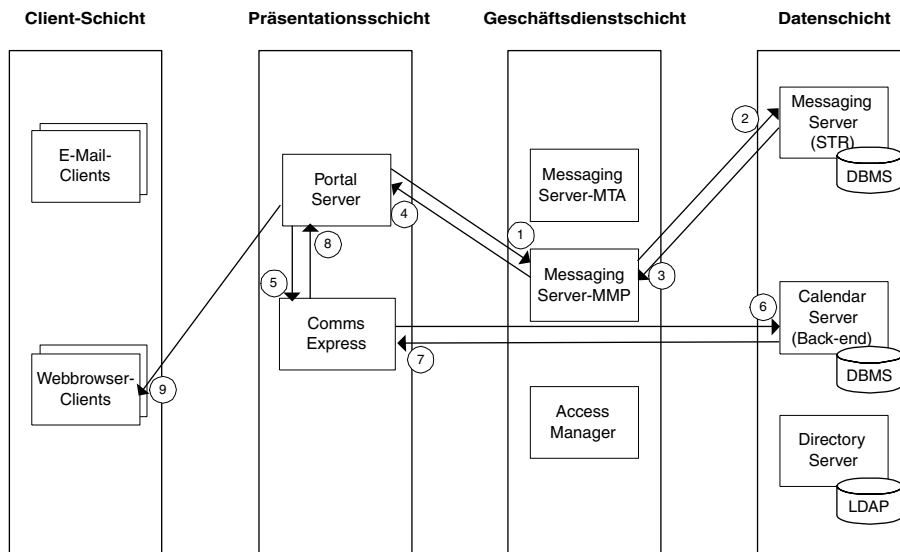 Client-Schicht
Präsentationsschicht
Geschäftsdienstschicht
Datenschicht
E-Mail-
Clients
Webbrowser-
Clients
9
Portal
Server
4
8
5
Comms
Express
7
Messaging
Server-MTA
1
Messaging
Server-MMP
3
Access
Manager
2
Messaging
Server
(STR)
DBMS
6
Calendar
Server
(Back-end)
DBMS
Directory
Server
LDAP